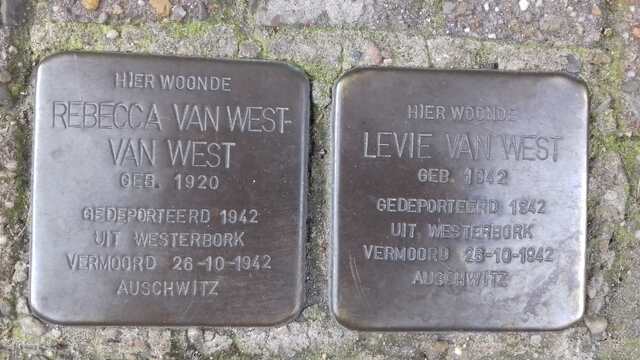 HIER WOONDE
REBECCA VAN WEST-
VAN WEST
GEB. 1920
GEDEPORTEERD 1942
UIT WESTERBORK
VERMOORD 26-10-1942
AUSCHWITZ
HIER WOONDE
LEVIE VAN WEST
GEB. 1942
GEDEPORTEERD 1942
UIT WESTERBORK
VERMOORD 26-10-1942
AUSCHWITZ